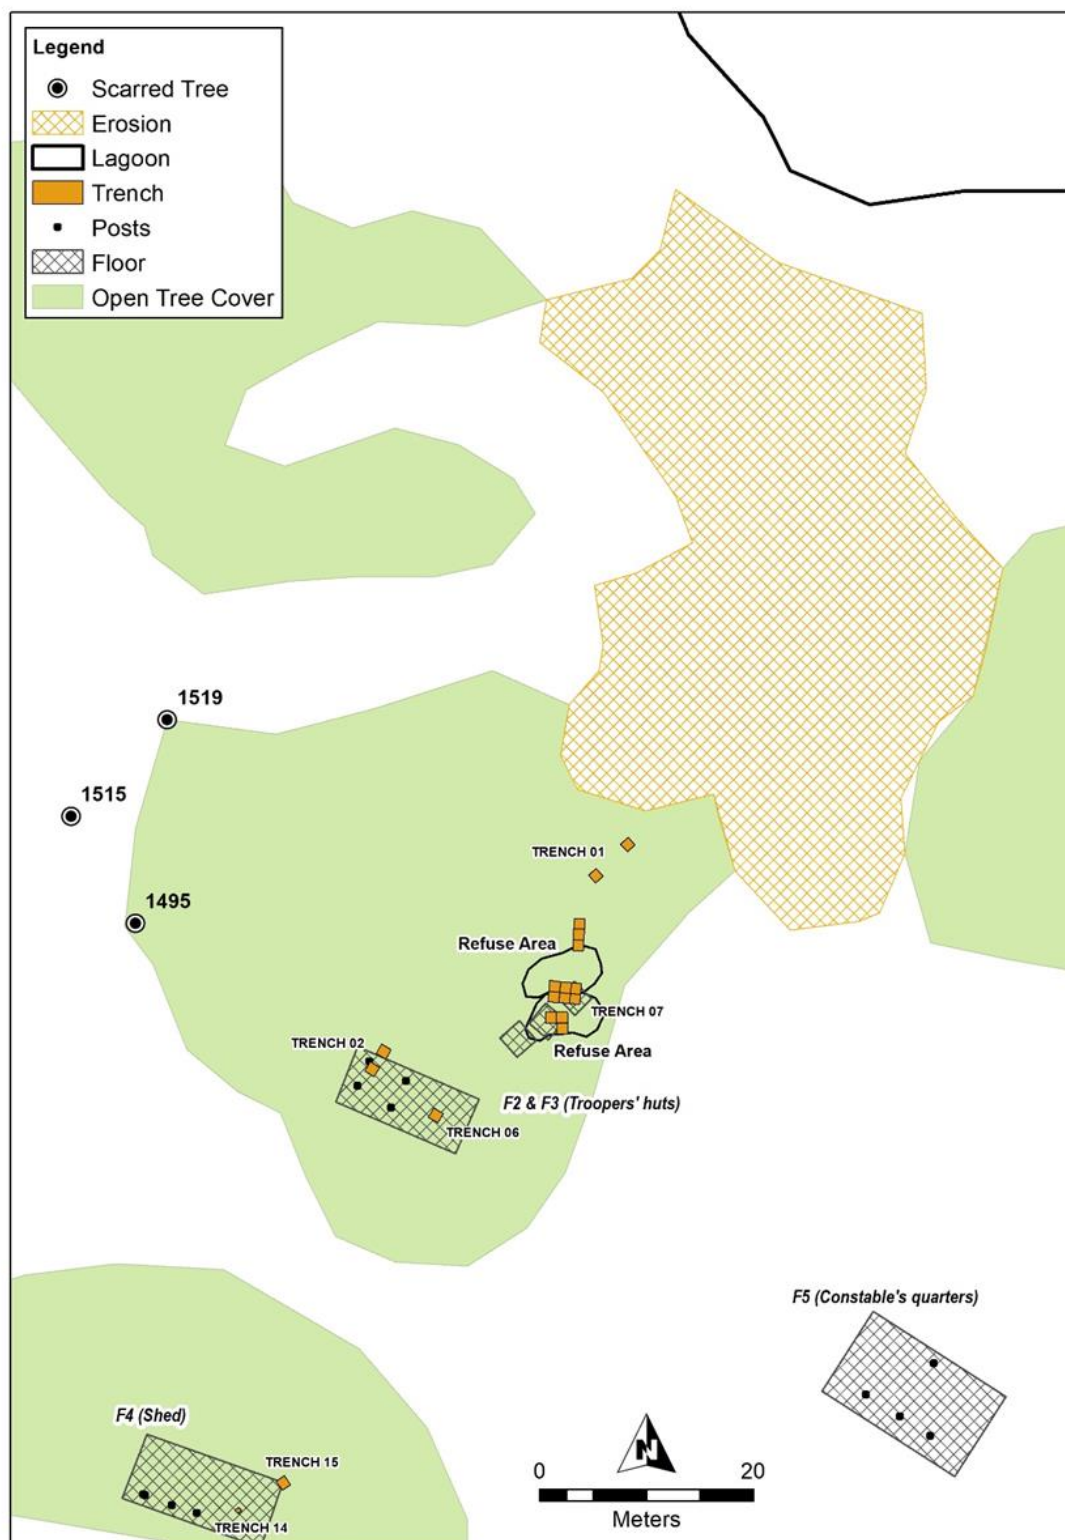 Legend
Scarred Tree
Erosion
Lagoon
Trench
Posts
Floor
Open Tree Cover
1519
1515
1495
TRENCH 01
Refuse Area
TRENCH 07
TRENCH 02
Refuse Area
F2 & F3 (Troopers' huts)
TRENCH 06
F5 (Constable's quarters)
F4 (Shed)
TRENCH 15
TRENCH 14
N
0 20
Meters